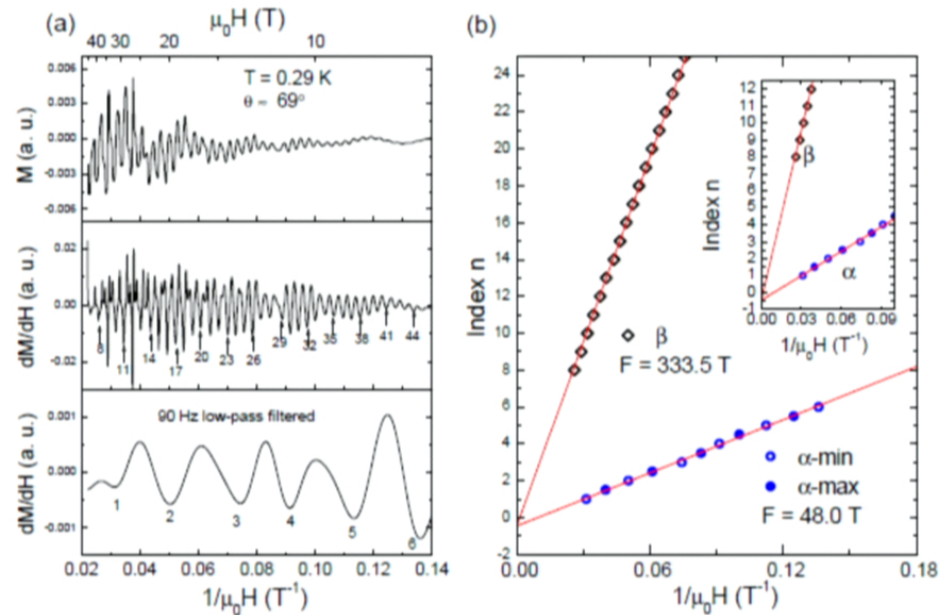 (a)
μ₀H (T)
40 30 20 10
0.006
0.003
0.000
-0.003
-0.006
M (a. u.)
T = 0.29 K
θ ≈ 69°
0.02
0.00
-0.02
dM/dH (a. u.)
8 11 14 17 20 23 26 29 32 35 38 41 44
0.001
0.000
-0.001
dM/dH (a. u.)
90 Hz low-pass filtered
1 2 3 4 5 6
0.02 0.04 0.06 0.08 0.10 0.12 0.14
1/μ₀H (T⁻¹)
(b)
24
22
20
18
16
14
12
10
8
6
4
2
0
-2
Index n
β
F = 333.5 T
α-min
α-max
F = 48.0 T
0.00 0.06 0.12 0.18
1/μ₀H (T⁻¹)
12
11
10
9
8
7
6
5
4
3
2
1
0
-1
Index n
β
α
0.00 0.03 0.06 0.09
1/μ₀H (T⁻¹)